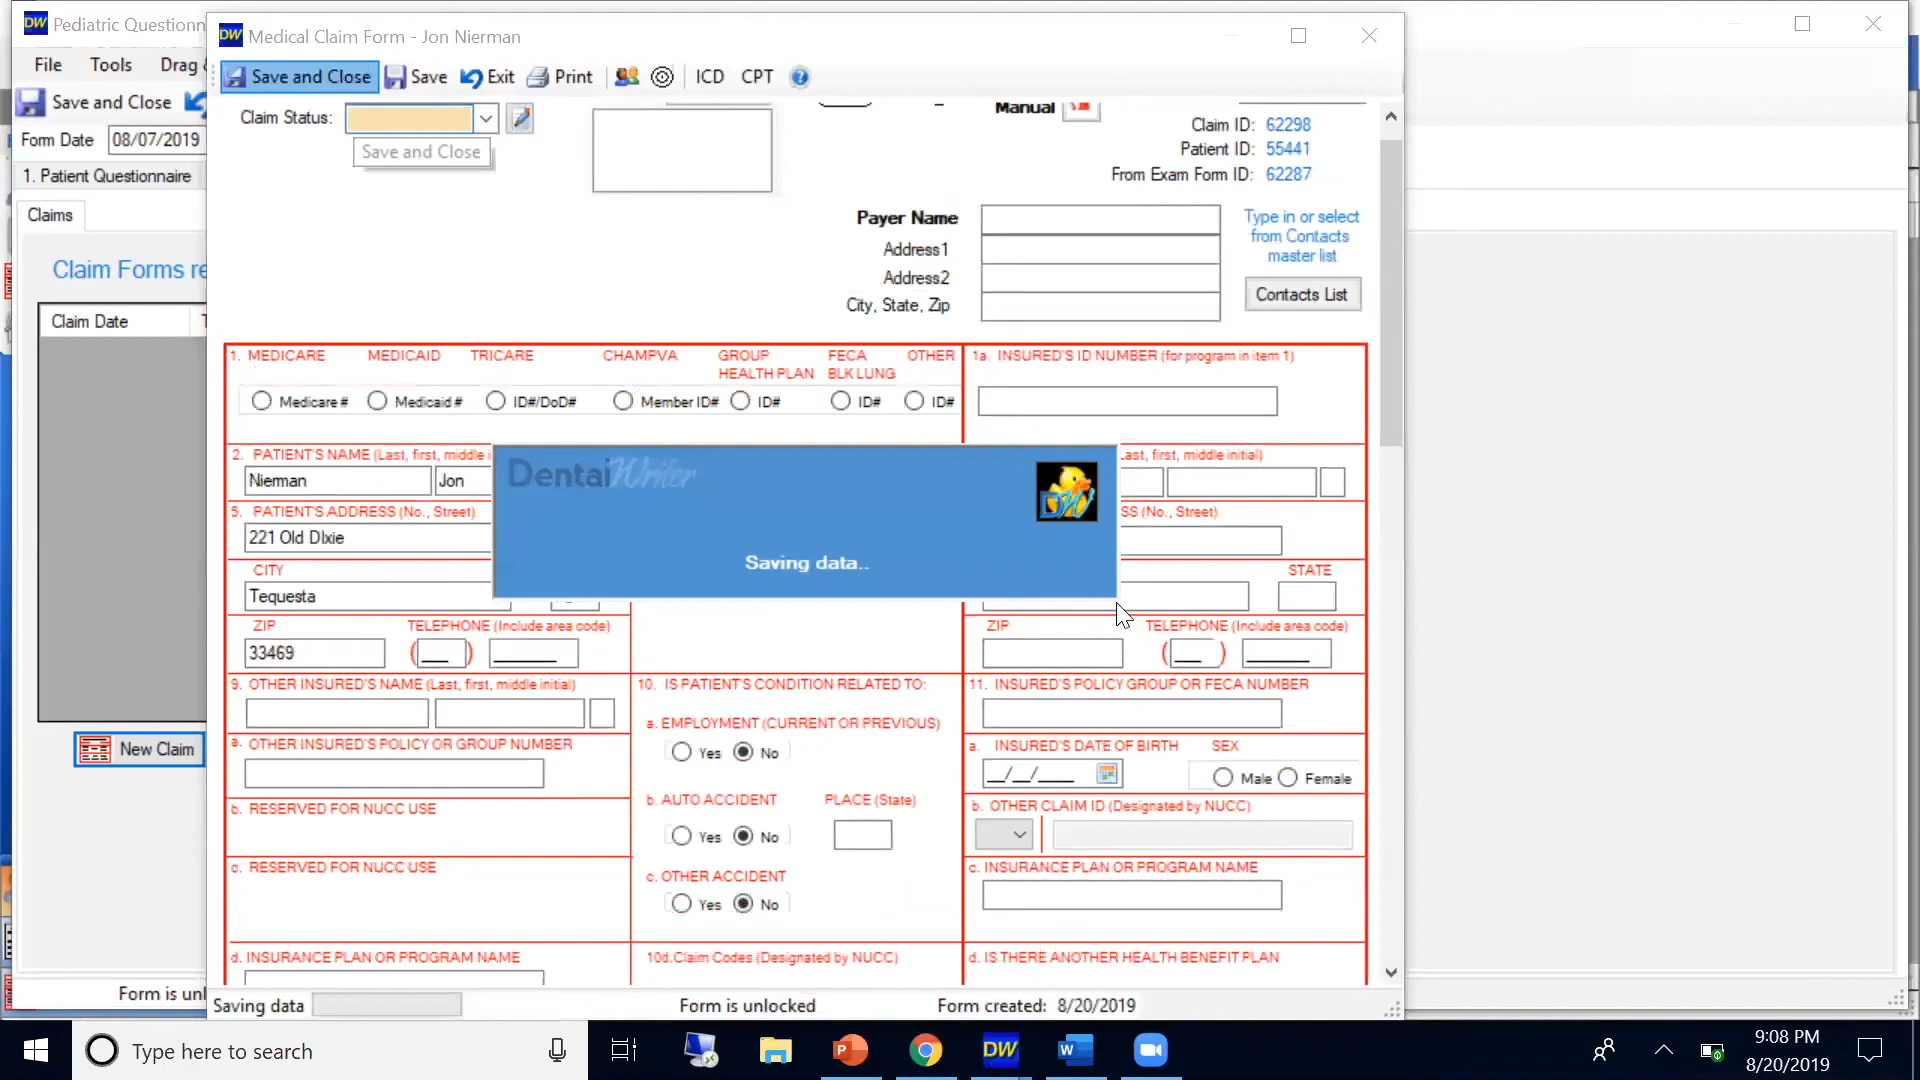 DW Pediatric Questionn
DW Medical Claim Form - Jon Nierman
File Tools Drag
Save and Close Save Exit Print ICD CPT ?
Save and Close
Form Date 08/07/2019
Claim Status:
Save and Close
Manual
Claim ID: 62298
Patient ID: 55441
From Exam Form ID: 62287
1. Patient Questionnaire
Claims
Payer Name
Address1
Address2
City, State, Zip
Type in or select
from Contacts
master list
Contacts List
Claim Forms re
Claim Date
1. MEDICARE MEDICAID TRICARE CHAMPVA GROUP HEALTH PLAN FECA BLK LUNG OTHER
1a. INSURED'S ID NUMBER (for program in item 1)
Medicare # Medicaid # ID#/DoD# Member ID# ID# ID# ID#
2. PATIENT'S NAME (Last, first, middle i
Last, first, middle initial)
Nieman Jon
5. PATIENT'S ADDRESS (No., Street)
SS (No., Street)
221 Old DIxie
DentalWriter
DW
Saving data..
CITY
STATE
Tequesta
ZIP TELEPHONE (Include area code)
ZIP TELEPHONE (Include area code)
33469 ( )
( )
9. OTHER INSURED'S NAME (Last, first, middle initial)
10. IS PATIENT'S CONDITION RELATED TO:
11. INSURED'S POLICY GROUP OR FECA NUMBER
a. EMPLOYMENT (CURRENT OR PREVIOUS)
Yes No
New Claim
a. OTHER INSURED'S POLICY OR GROUP NUMBER
a. INSURED'S DATE OF BIRTH SEX
__/__/____
Male Female
b. RESERVED FOR NUCC USE
b. AUTO ACCIDENT PLACE (State)
Yes No
b. OTHER CLAIM ID (Designated by NUCC)
c. RESERVED FOR NUCC USE
c. OTHER ACCIDENT
Yes No
c. INSURANCE PLAN OR PROGRAM NAME
d. INSURANCE PLAN OR PROGRAM NAME
10d.Claim Codes (Designated by NUCC)
d. IS THERE ANOTHER HEALTH BENEFIT PLAN
Form is unl
Saving data Form is unlocked Form created: 8/20/2019
Type here to search
P
DW
W
9:08 PM
8/20/2019